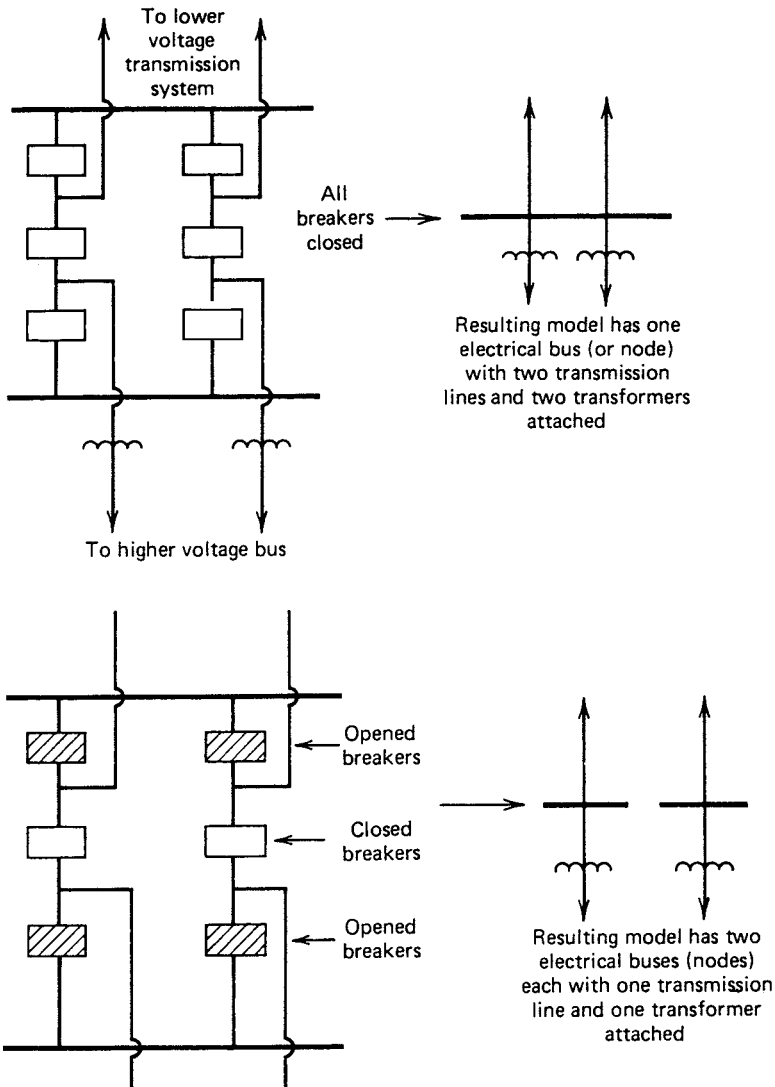 To lower
voltage
transmission
system
All
breakers
closed
Resulting model has one
electrical bus (or node)
with two transmission
lines and two transformers
attached
To higher voltage bus
Opened
breakers
Closed
breakers
Opened
breakers
Resulting model has two
electrical buses (nodes)
each with one transmission
line and one transformer
attached